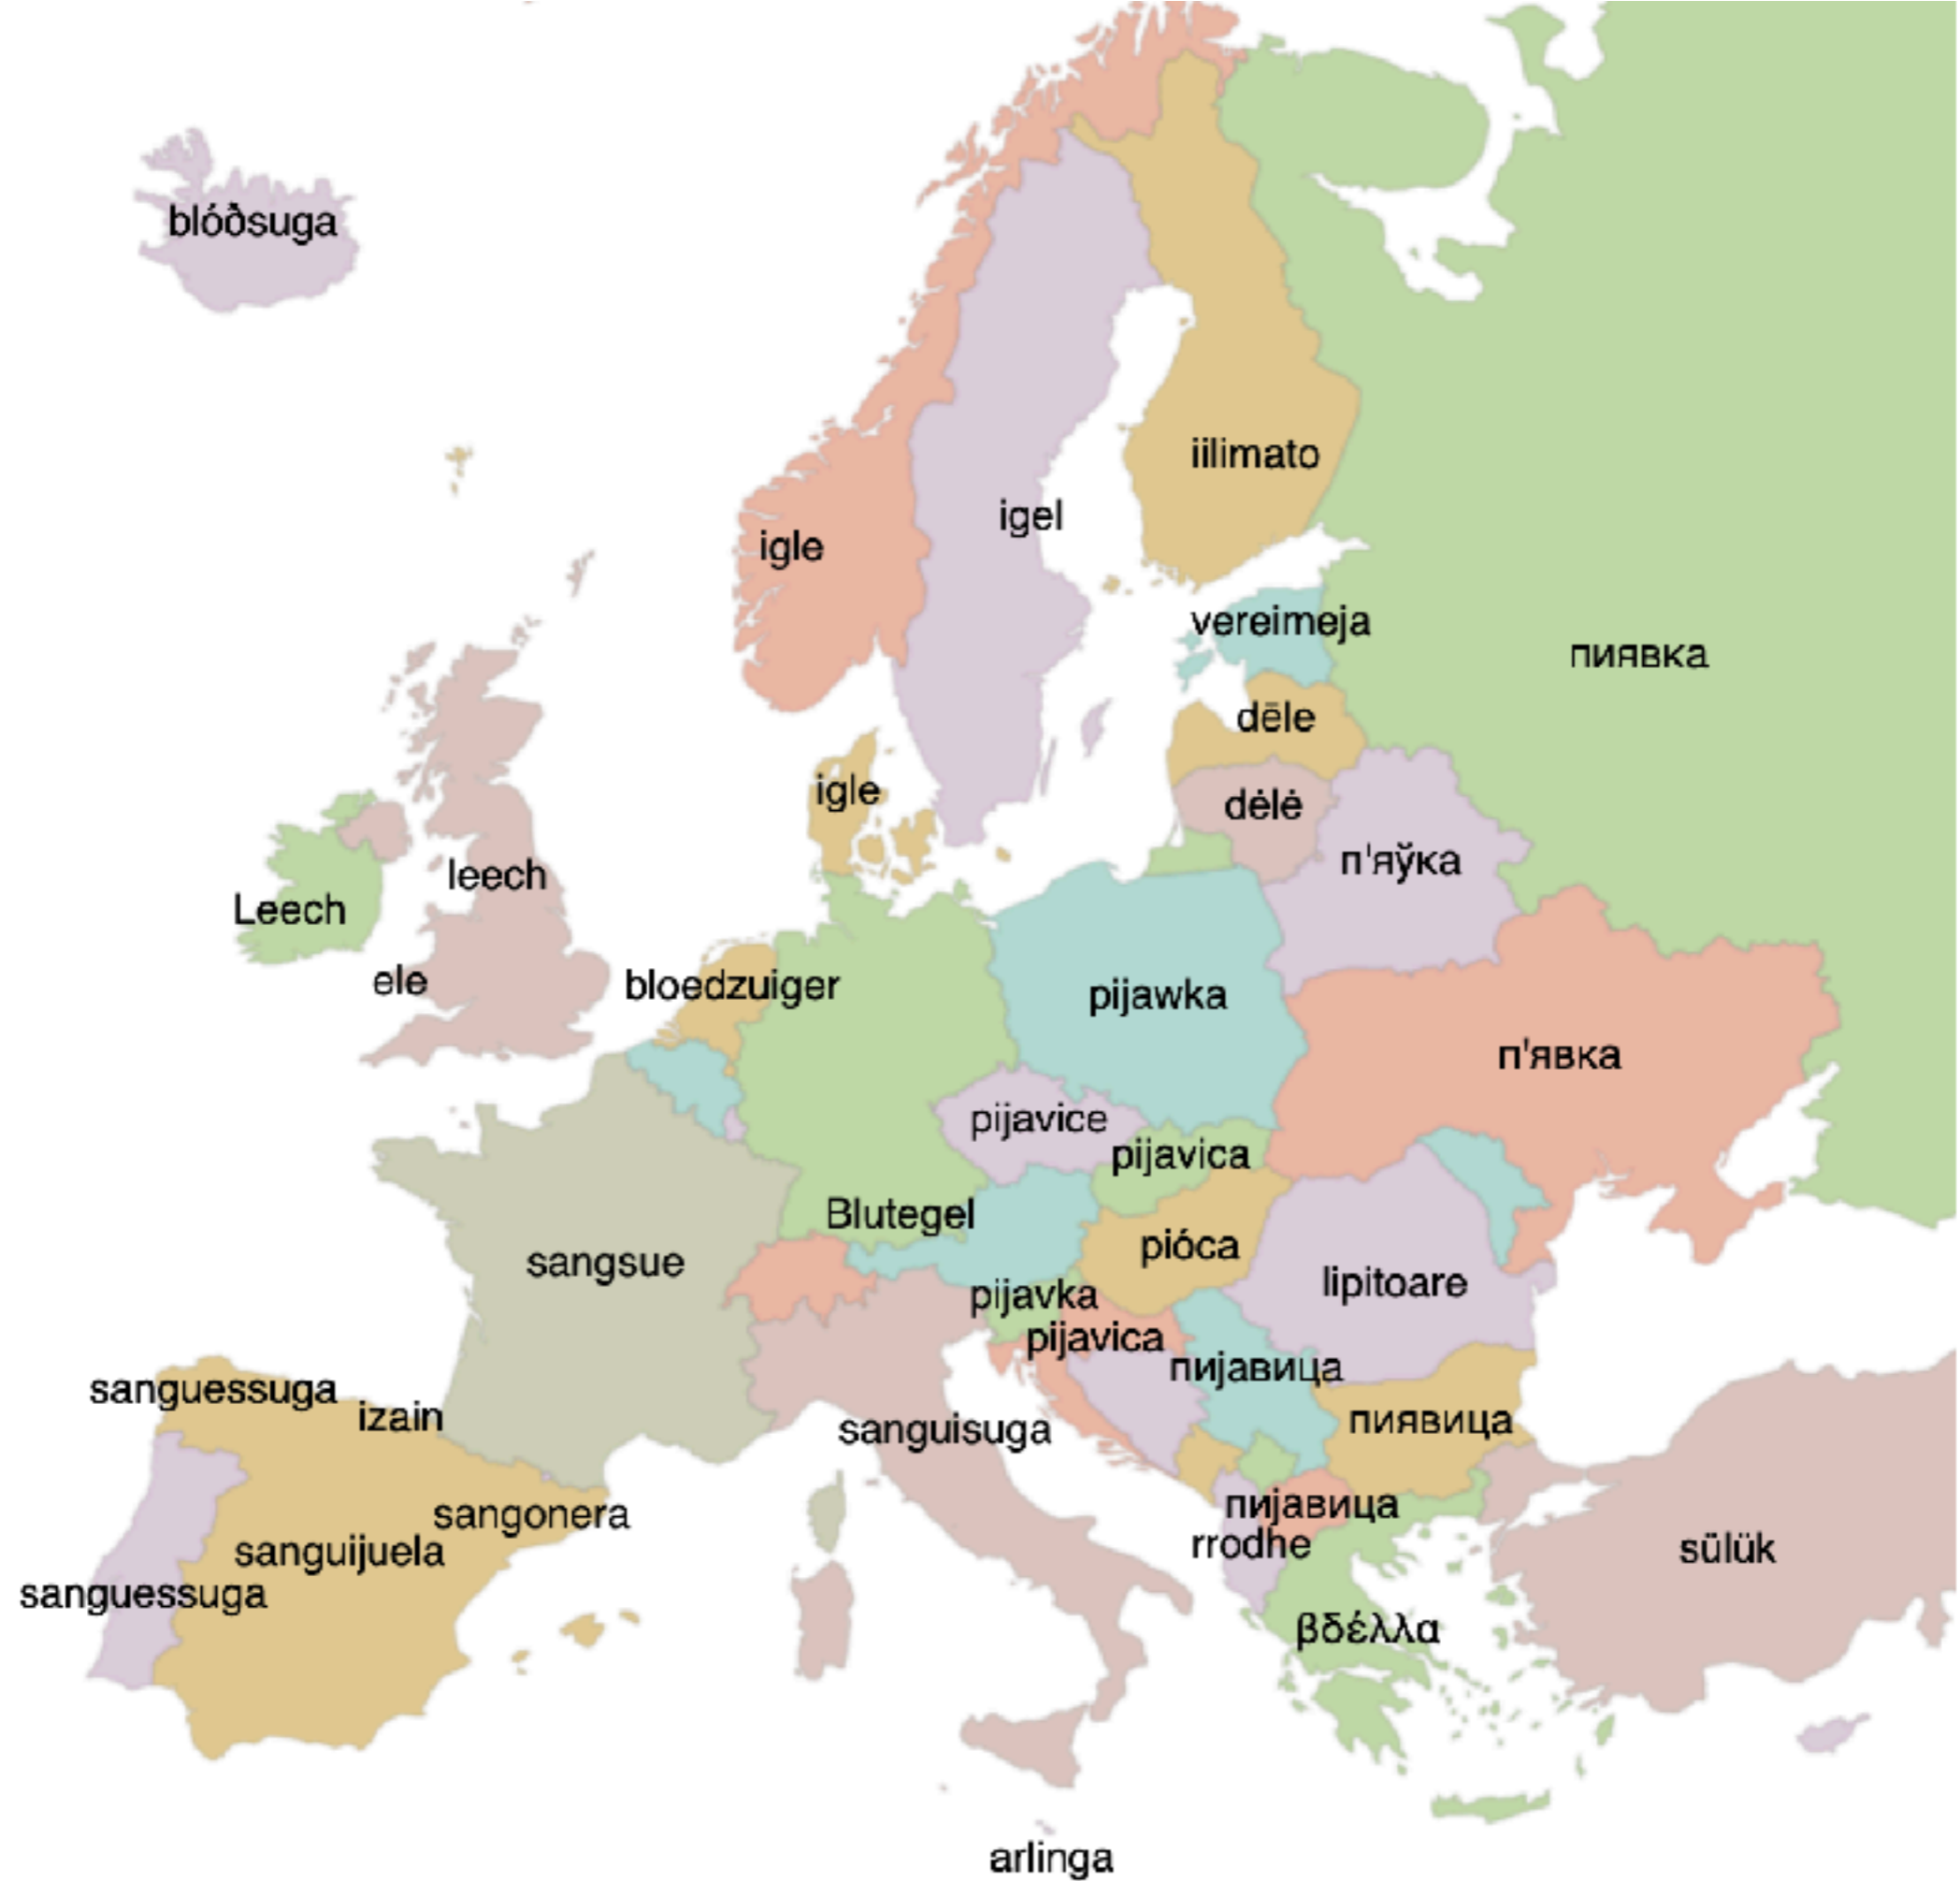 blóðsuga
iilimato
igel
igle
vereimeja
пиявка
dēle
igle
dėlė
п'яўка
leech
Leech
ele
bloedzuiger
pijawka
п'явка
pijavice
pijavica
Blutegel
pióca
sangsue
lipitoare
pijavka
pijavica
пијавица
sanguessuga
izain
sanguisuga
пиявица
sangonera
пијавица
rrodhe
sülük
sanguijuela
sanguessuga
βδέλλα
arlinga